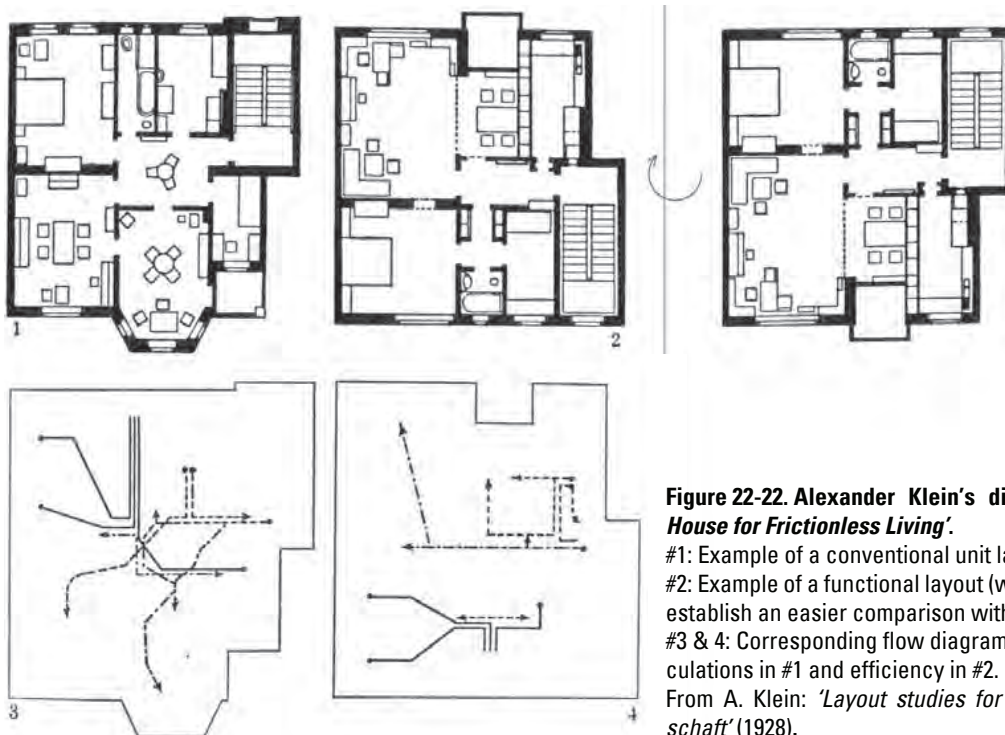 1
2
3
4
Figure 22-22. Alexander Klein's di
House for Frictionless Living'.
#1: Example of a conventional unit la
#2: Example of a functional layout (w
establish an easier comparison with
#3 & 4: Corresponding flow diagram
culations in #1 and efficiency in #2.
From A. Klein: 'Layout studies for
schaft' (1928).